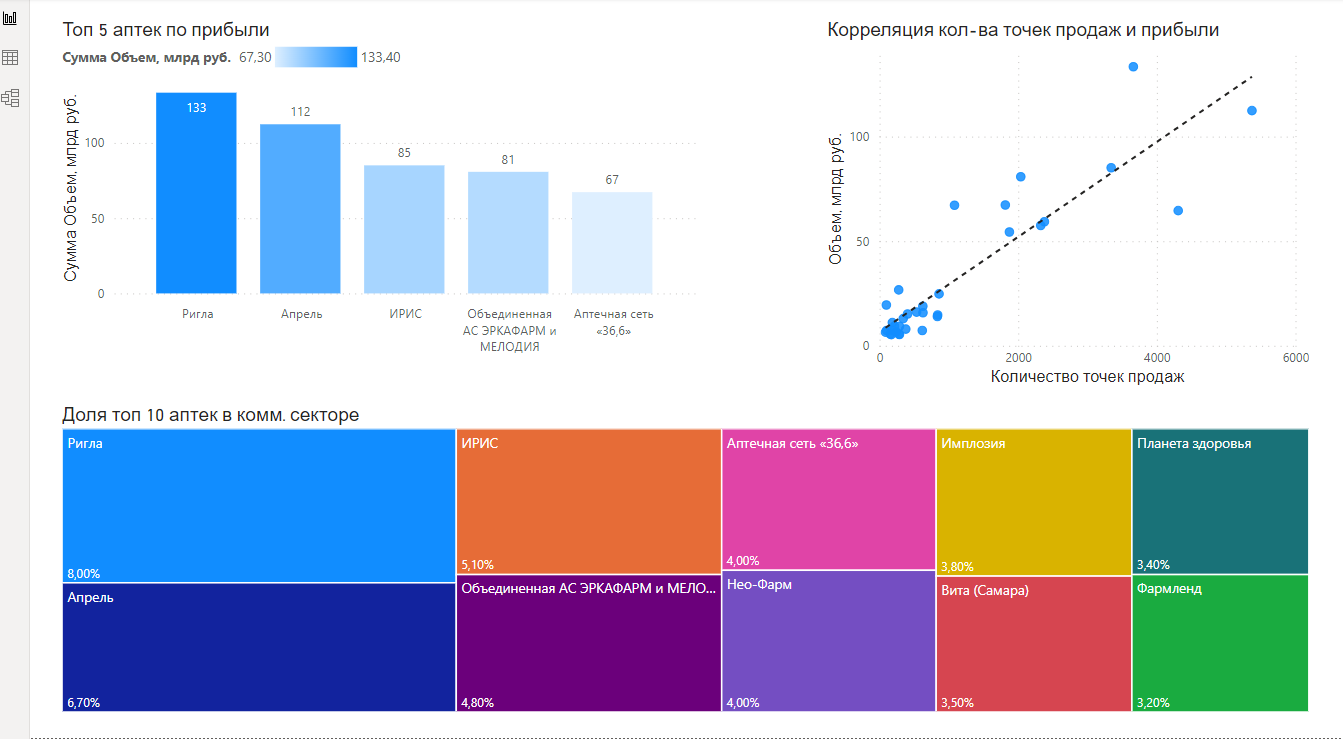 Топ 5 аптек по прибыли
Сумма Объем, млрд руб. 67,30 133,40
Сумма Объем, млрд руб.
100
50
0
133
112
85
81
67
Ригла
Апрель
ИРИС
Объединенная
АС ЭРКАФАРМ и
МЕЛОДИЯ
Аптечная сеть
«36,6»
Корреляция кол-ва точек продаж и прибыли
Объем, млрд руб.
100
50
0
0 2000 4000 6000
Количество точек продаж
Доля топ 10 аптек в комм. секторе
Ригла
8,00%
Апрель
6,70%
ИРИС
5,10%
Объединенная АС ЭРКАФАРМ и МЕЛО...
4,80%
Аптечная сеть «36,6»
4,00%
Нео-Фарм
4,00%
Имплозия
3,80%
Вита (Самара)
3,50%
Планета здоровья
3,40%
Фармленд
3,20%